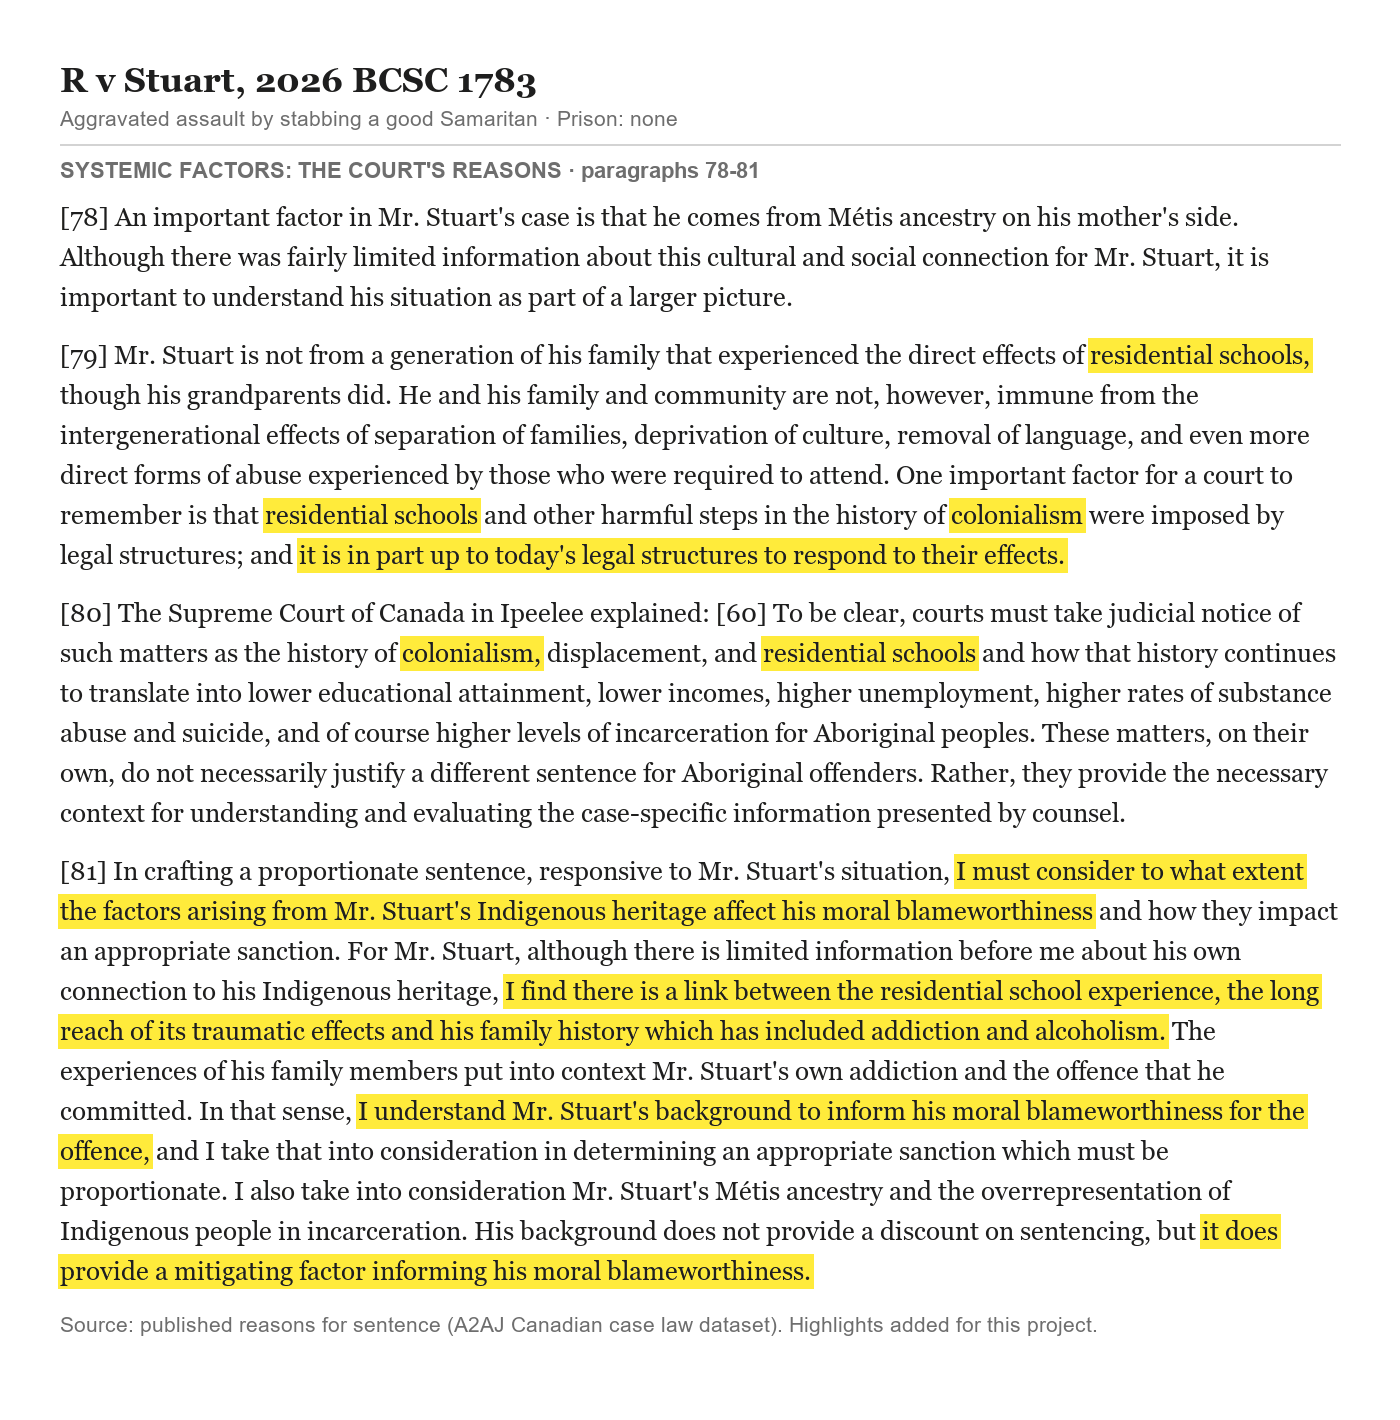 R v Stuart, 2026 BCSC 1783
Aggravated assault by stabbing a good Samaritan · Prison: none
SYSTEMIC FACTORS: THE COURT'S REASONS · paragraphs 78-81
[78] An important factor in Mr. Stuart's case is that he comes from Métis ancestry on his mother's side.
Although there was fairly limited information about this cultural and social connection for Mr. Stuart, it is
important to understand his situation as part of a larger picture.
[79] Mr. Stuart is not from a generation of his family that experienced the direct effects of residential schools,
though his grandparents did. He and his family and community are not, however, immune from the
intergenerational effects of separation of families, deprivation of culture, removal of language, and even more
direct forms of abuse experienced by those who were required to attend. One important factor for a court to
remember is that residential schools and other harmful steps in the history of colonialism were imposed by
legal structures; and it is in part up to today's legal structures to respond to their effects.
[80] The Supreme Court of Canada in Ipeelee explained: [60] To be clear, courts must take judicial notice of
such matters as the history of colonialism, displacement, and residential schools and how that history continues
to translate into lower educational attainment, lower incomes, higher unemployment, higher rates of substance
abuse and suicide, and of course higher levels of incarceration for Aboriginal peoples. These matters, on their
own, do not necessarily justify a different sentence for Aboriginal offenders. Rather, they provide the necessary
context for understanding and evaluating the case-specific information presented by counsel.
[81] In crafting a proportionate sentence, responsive to Mr. Stuart's situation, I must consider to what extent
the factors arising from Mr. Stuart's Indigenous heritage affect his moral blameworthiness and how they impact
an appropriate sanction. For Mr. Stuart, although there is limited information before me about his own
connection to his Indigenous heritage, I find there is a link between the residential school experience, the long
reach of its traumatic effects and his family history which has included addiction and alcoholism. The
experiences of his family members put into context Mr. Stuart's own addiction and the offence that he
committed. In that sense, I understand Mr. Stuart's background to inform his moral blameworthiness for the
offence, and I take that into consideration in determining an appropriate sanction which must be
proportionate. I also take into consideration Mr. Stuart's Métis ancestry and the overrepresentation of
Indigenous people in incarceration. His background does not provide a discount on sentencing, but it does
provide a mitigating factor informing his moral blameworthiness.
Source: published reasons for sentence (A2AJ Canadian case law dataset). Highlights added for this project.